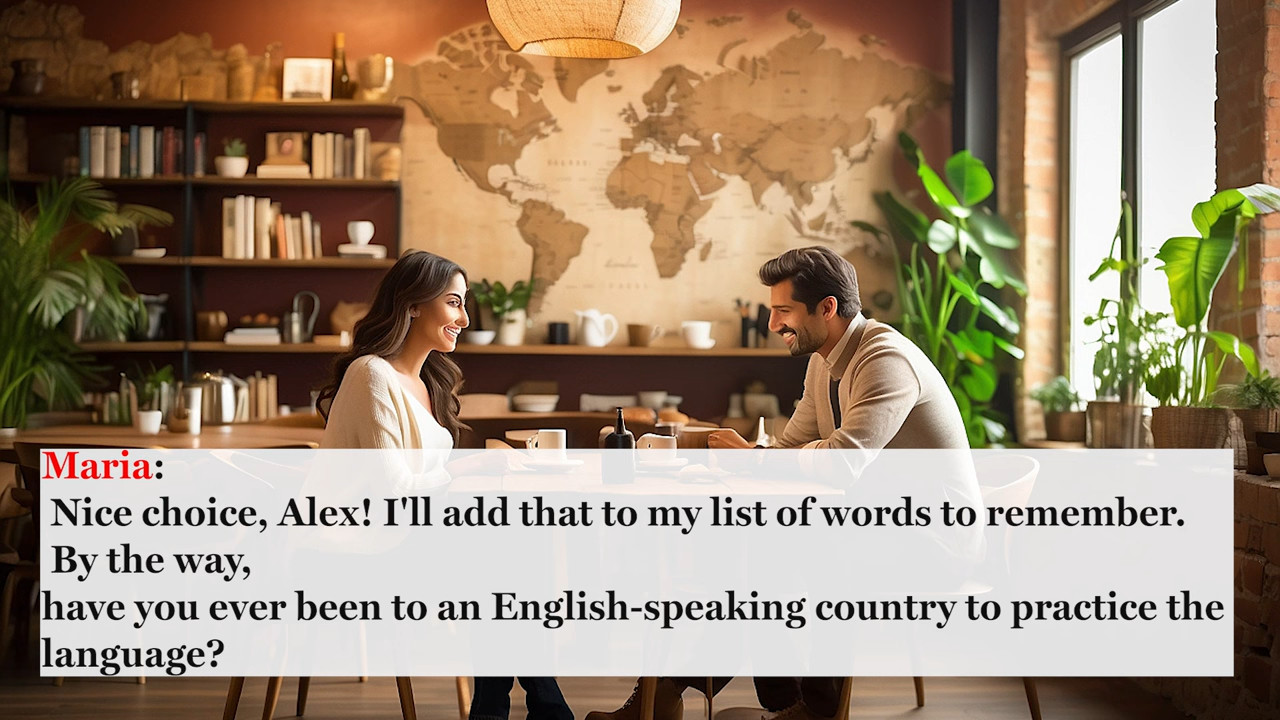 Maria:
Nice choice, Alex! I'll add that to my list of words to remember.
By the way,
have you ever been to an English-speaking country to practice the
language?